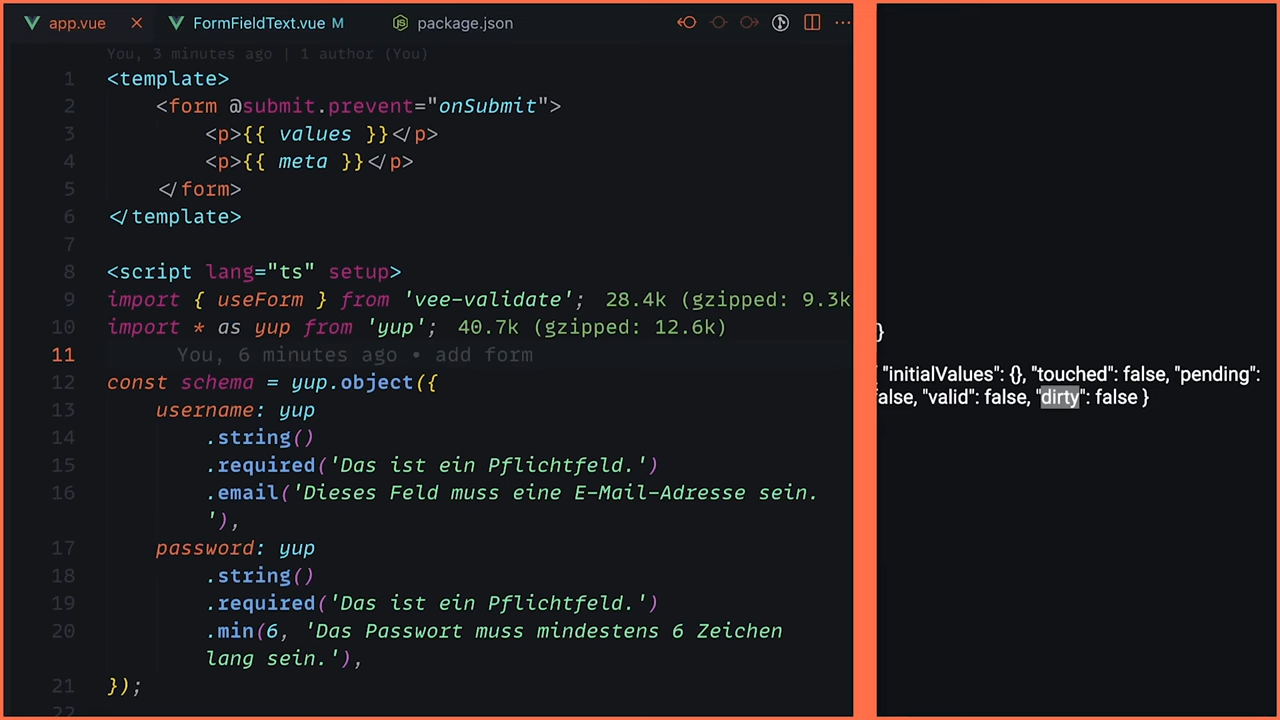 app.vue FormFieldText.vue M package.json
You, 3 minutes ago | 1 author (You)
1 <template>
2 <form @submit.prevent="onSubmit">
3 <p>{{ values }}</p>
4 <p>{{ meta }}</p>
5 </form>
6 </template>
7
8 <script lang="ts" setup>
9 import { useForm } from 'vee-validate'; 28.4k (gzipped: 9.3k
10 import * as yup from 'yup'; 40.7k (gzipped: 12.6k)
11 You, 6 minutes ago • add form
12 const schema = yup.object({
13 username: yup
14 .string()
15 .required('Das ist ein Pflichtfeld.')
16 .email('Dieses Feld muss eine E-Mail-Adresse sein.
'),
17 password: yup
18 .string()
19 .required('Das ist ein Pflichtfeld.')
20 .min(6, 'Das Passwort muss mindestens 6 Zeichen
lang sein.'),
21 });
22
}
{ "initialValues": {}, "touched": false, "pending":
false, "valid": false, "dirty": false }